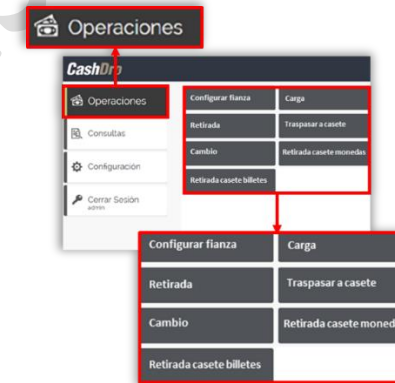 Operaciones
CashDro
Operaciones
Configurar fianza
Carga
Consultas
Retirada
Traspasar a casete
Configuración
Cambio
Retirada casete monedas
Cerrar Sesión
admin
Retirada casete billetes
Configurar fianza
Carga
Retirada
Traspasar a casete
Cambio
Retirada casete moned
Retirada casete billetes